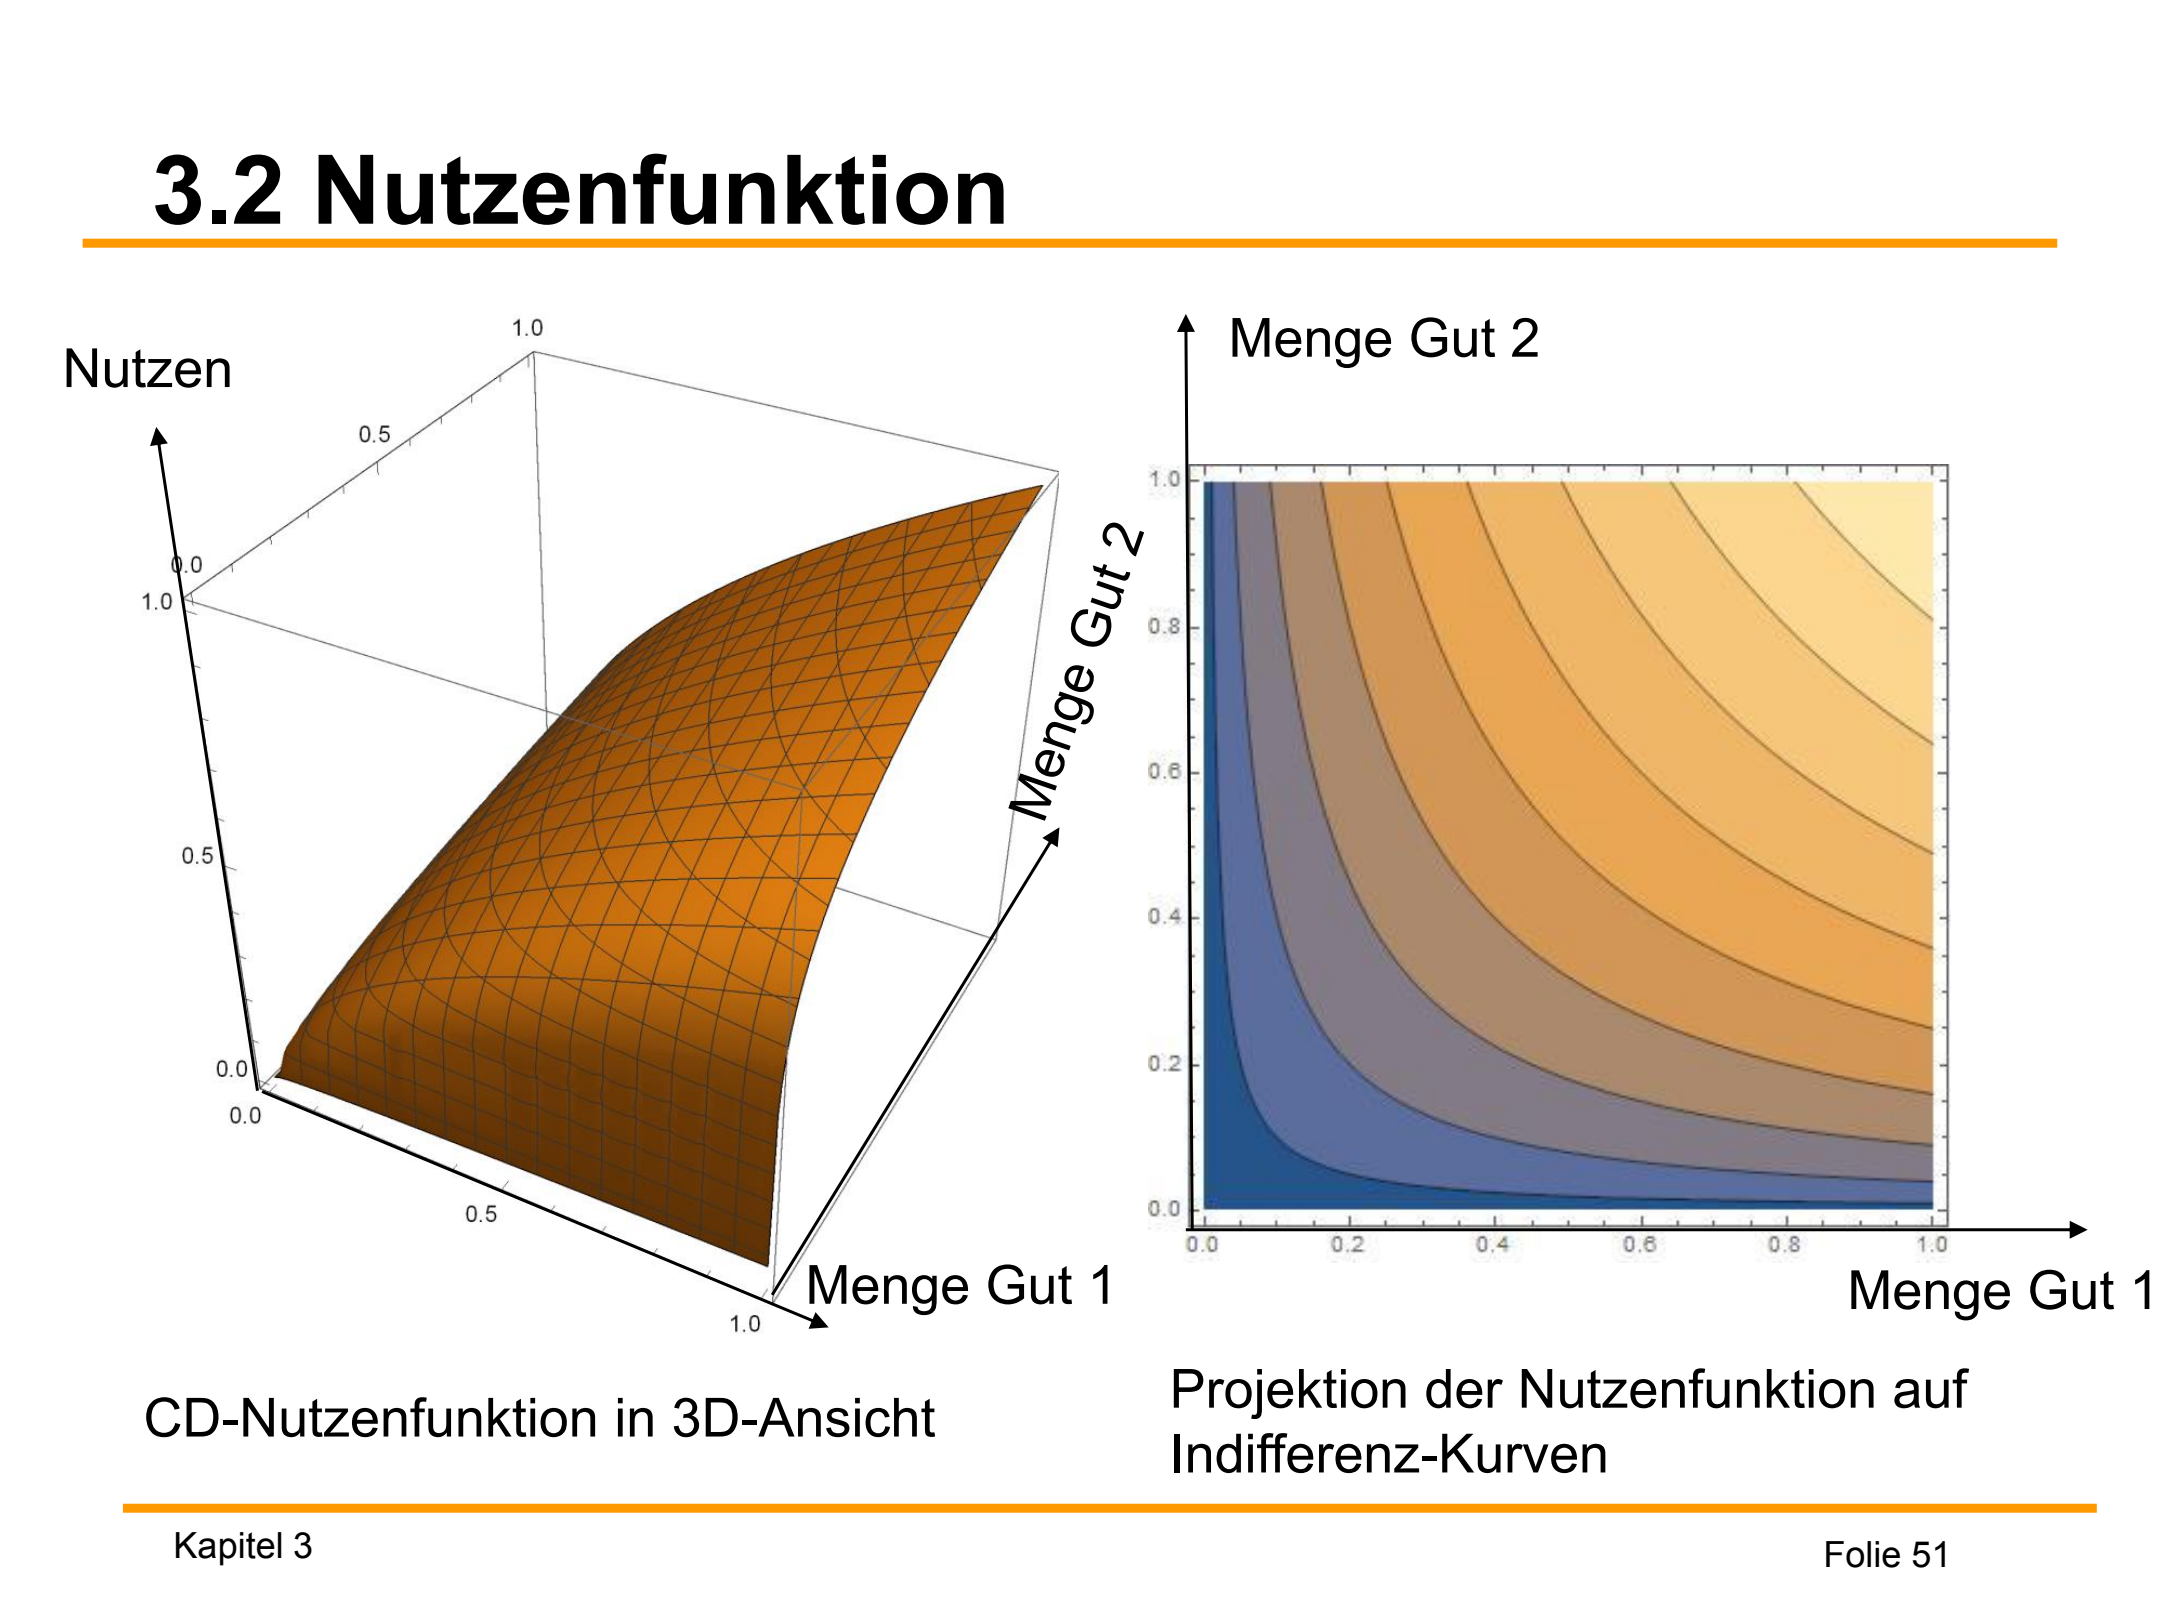 3.2 Nutzenfunktion
Nutzen
1.0
0.5
0.0
1.0
0.5
0.0
0.0
0.5
1.0
Menge Gut 1
Menge Gut 2
CD-Nutzenfunktion in 3D-Ansicht
Menge Gut 2
1.0
0.8
0.6
0.4
0.2
0.0
0.0 0.2 0.4 0.6 0.8 1.0
Menge Gut 1
Projektion der Nutzenfunktion auf
Indifferenz-Kurven
Kapitel 3
Folie 51